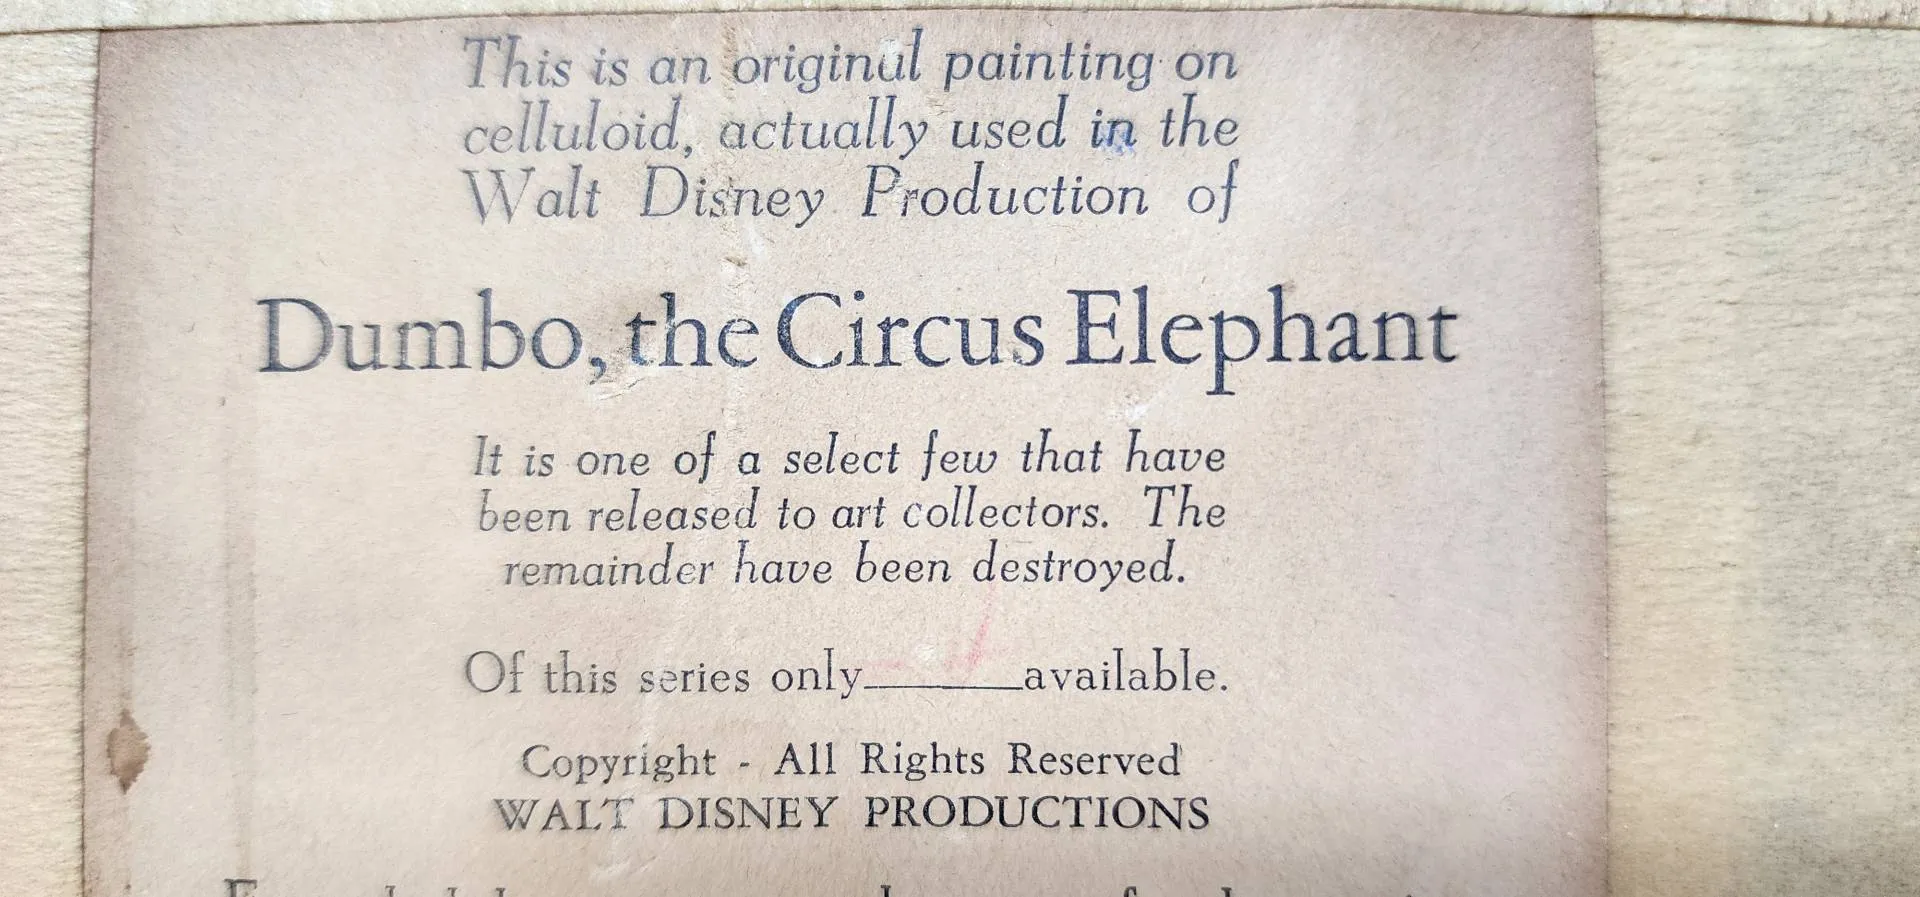 This is an original painting on
celluloid, actually used in the
Walt Disney Production of
Dumbo, the Circus Elephant
It is one of a select few that have
been released to art collectors. The
remainder have been destroyed.
Of this series only______available.
Copyright - All Rights Reserved
WALT DISNEY PRODUCTIONS